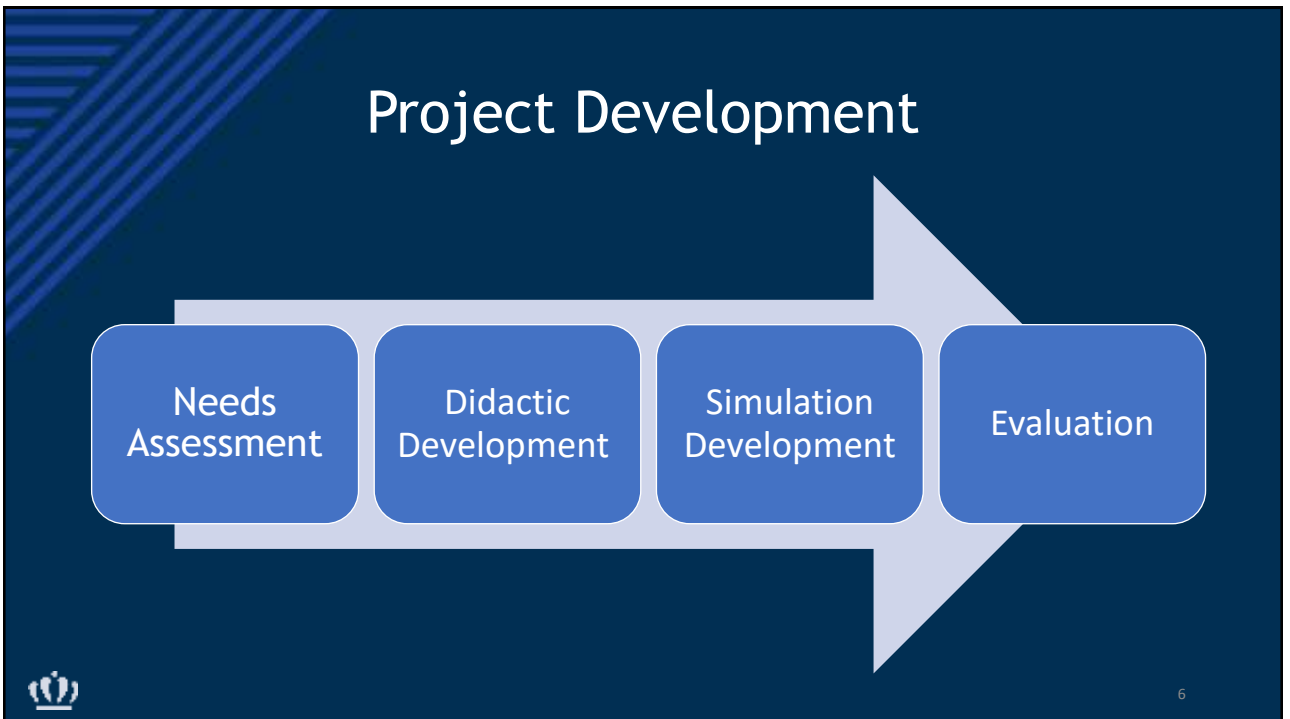 Project Development
Needs
Assessment
Didactic
Development
Simulation
Development
Evaluation
6